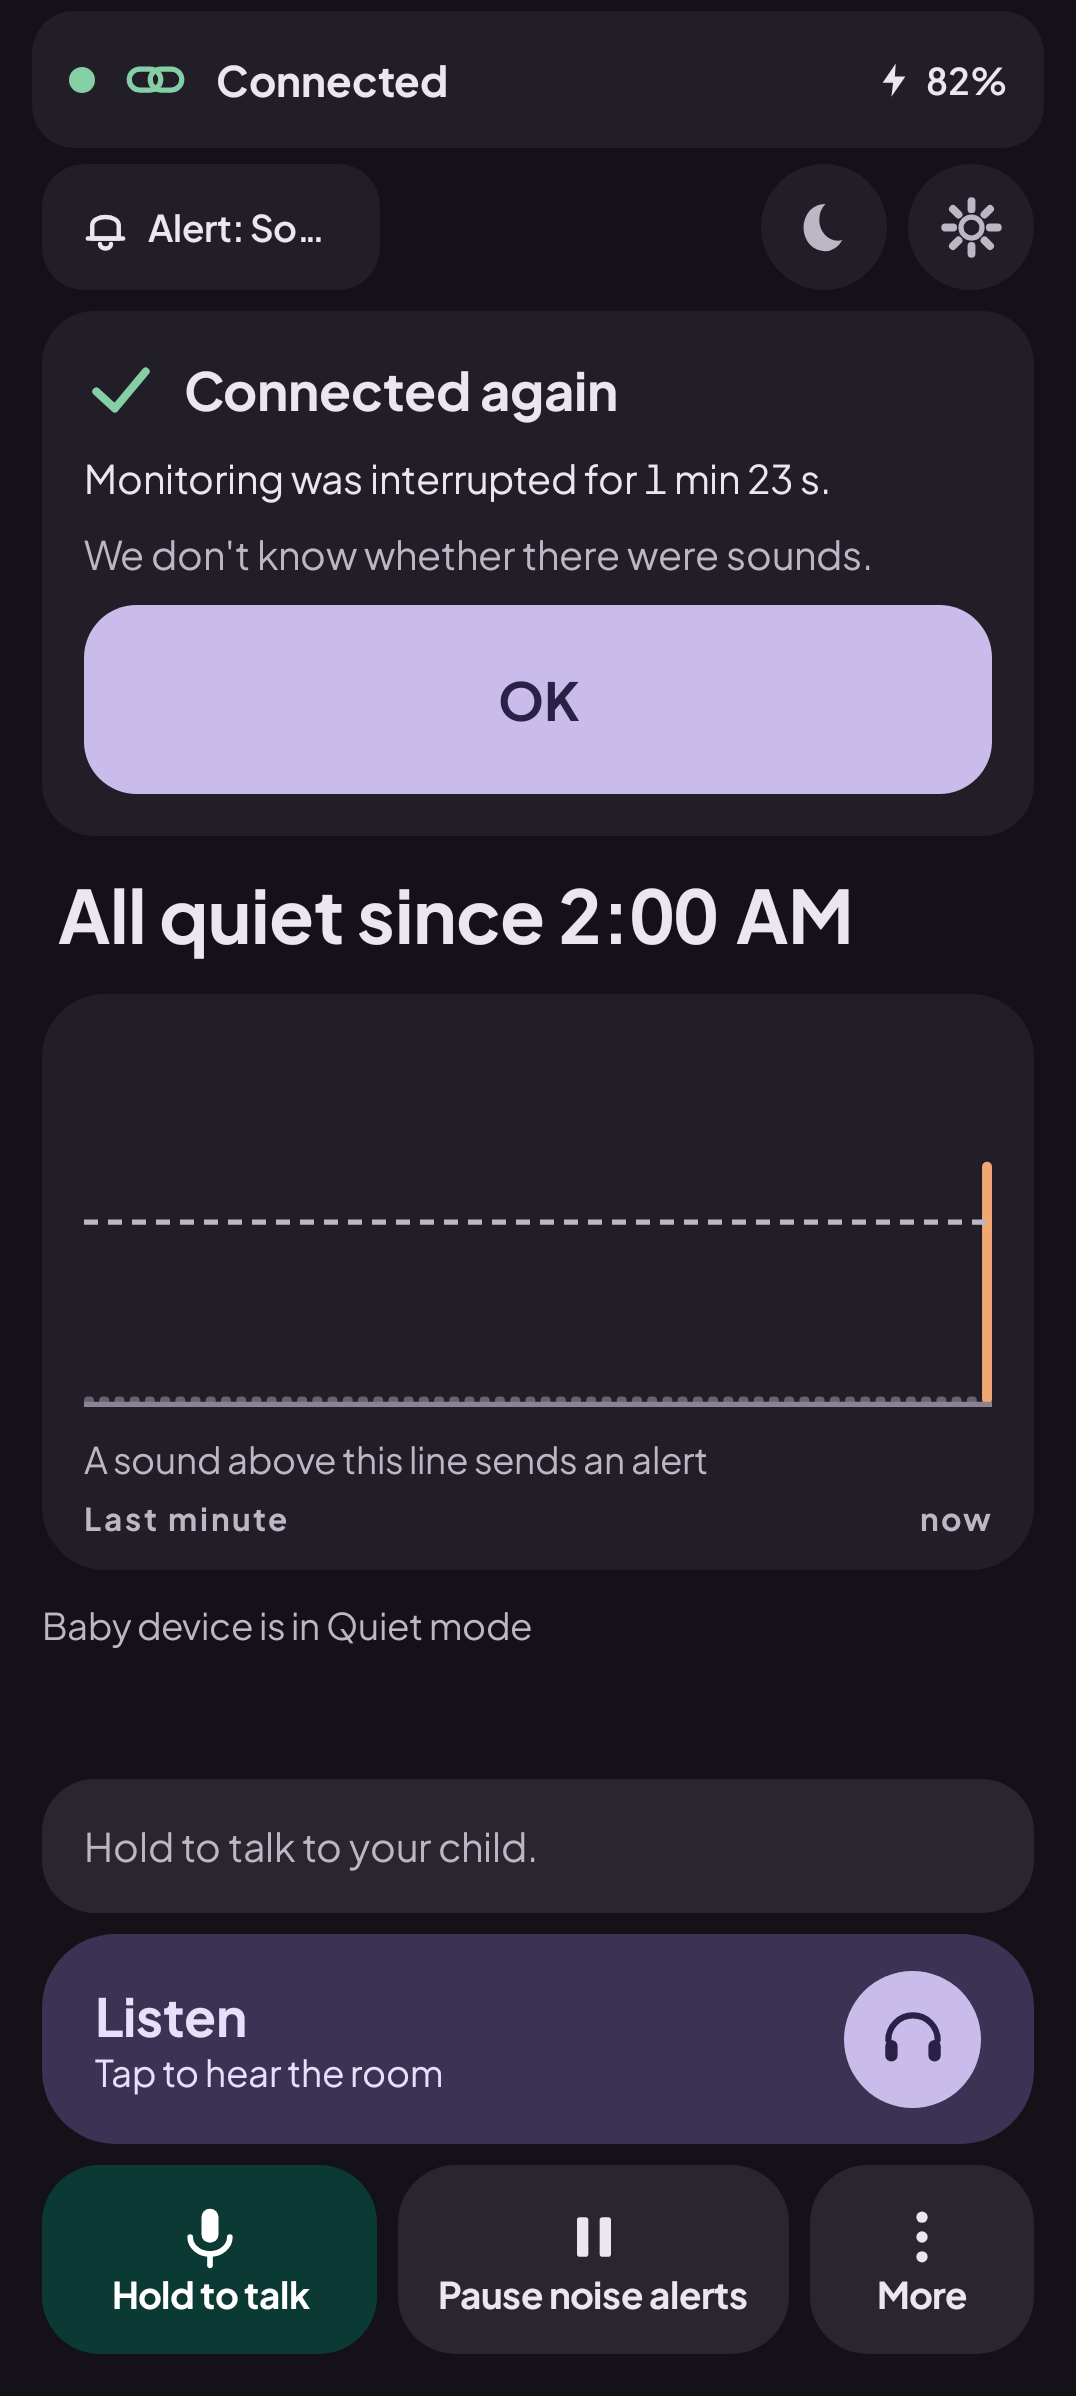 Connected
82%
Alert: So...
Connected again
Monitoring was interrupted for 1 min 23 s.
We don't know whether there were sounds.
OK
All quiet since 2:00 AM
A sound above this line sends an alert
Last minute
now
Baby device is in Quiet mode
Hold to talk to your child.
Listen
Tap to hear the room
Hold to talk
Pause noise alerts
More